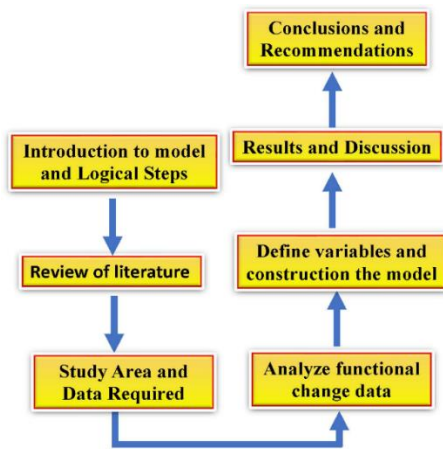 Introduction to model
and Logical Steps
Review of literature
Study Area and
Data Required
Analyze functional
change data
Define variables and
construction the model
Results and Discussion
Conclusions and
Recommendations